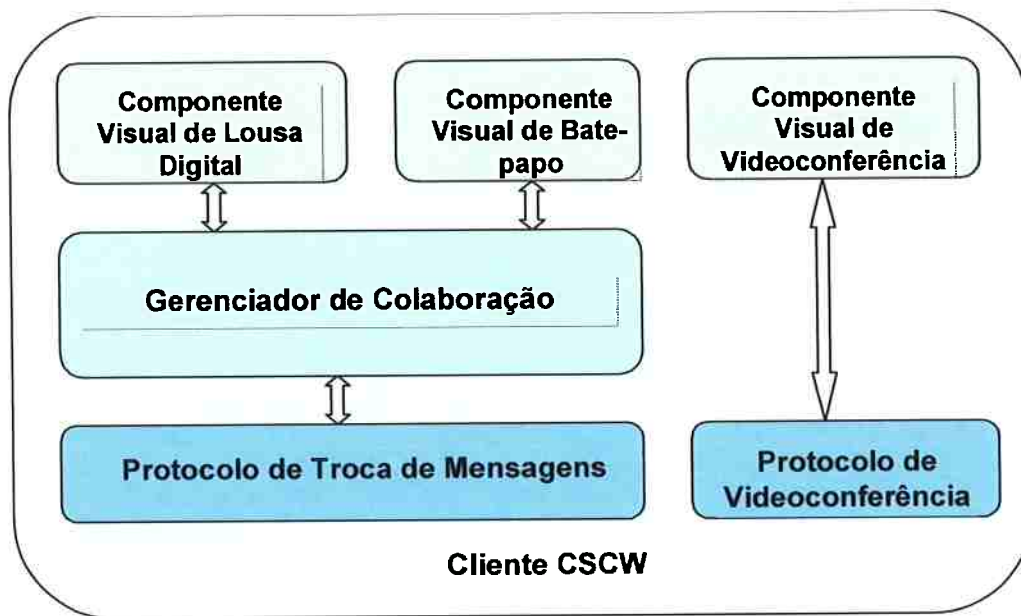 Componente
Visual de Lousa
Digital
Componente
Visual de Bate-
papo
Componente
Visual de
Videoconferência
Gerenciador de Colaboração
Protocolo de Troca de Mensagens
Protocolo de
Videoconferência
Cliente CSCW